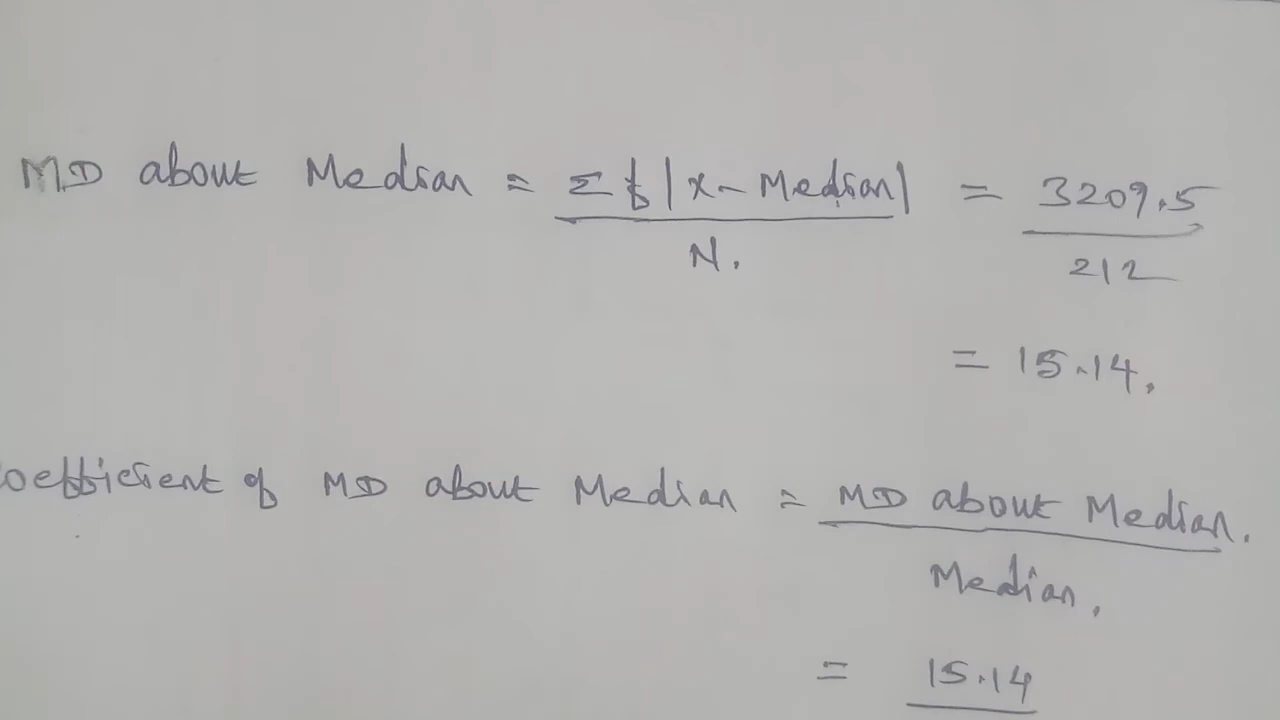 MD about Median = Σf|x - Median| / N. = 3209.5 / 212
= 15.14.
oefficient of MD about Median = MD about Median. / Median.
= 15.14